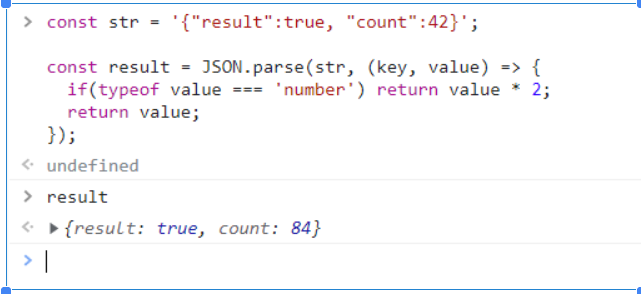 > const str = '{"result":true, "count":42}';
const result = JSON.parse(str, (key, value) => {
if(typeof value === 'number') return value * 2;
return value;
});
undefined
> result
{result: true, count: 84}
>